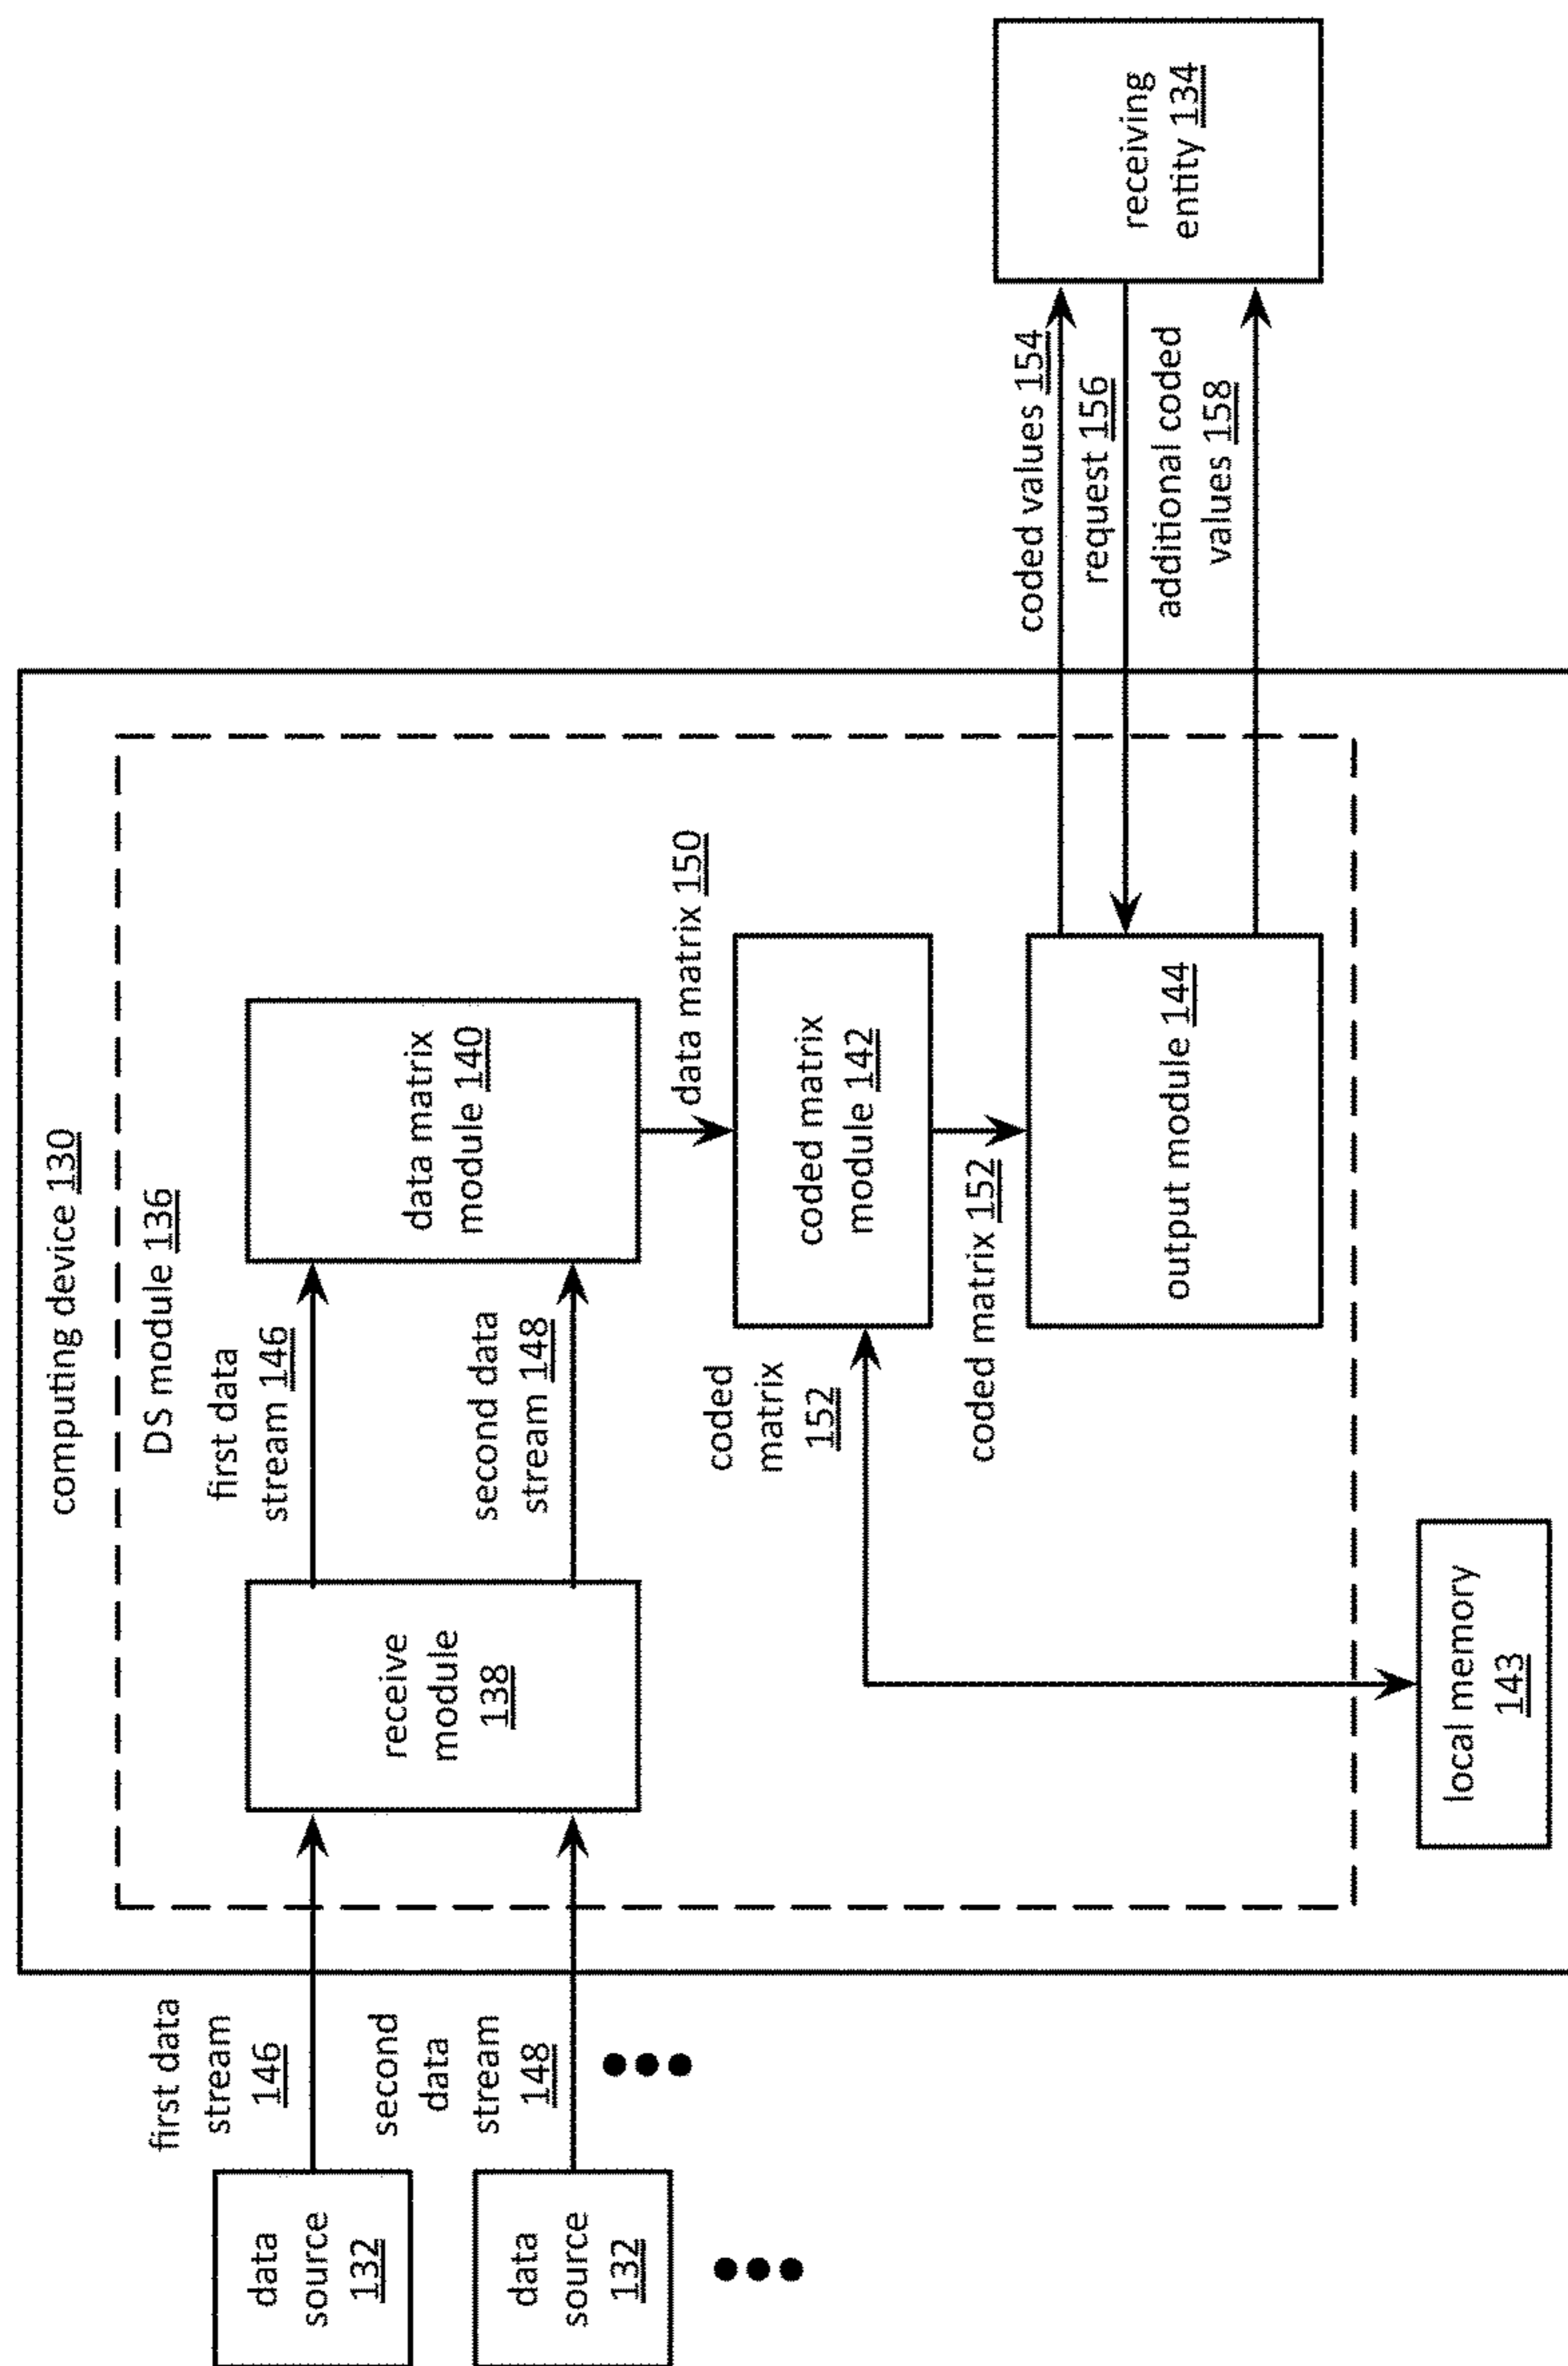 computing device 130
DS module 136
first data
stream
146
second
data
stream
148
data
source
132
data
source
132
receive
module
138
first data
stream 146
second data
stream 148
data matrix
module 140
data matrix 150
coded
matrix
152
coded matrix
module 142
coded matrix 152
output module 144
local memory
143
coded values 154
request 156
additional coded
values 158
receiving
entity 134